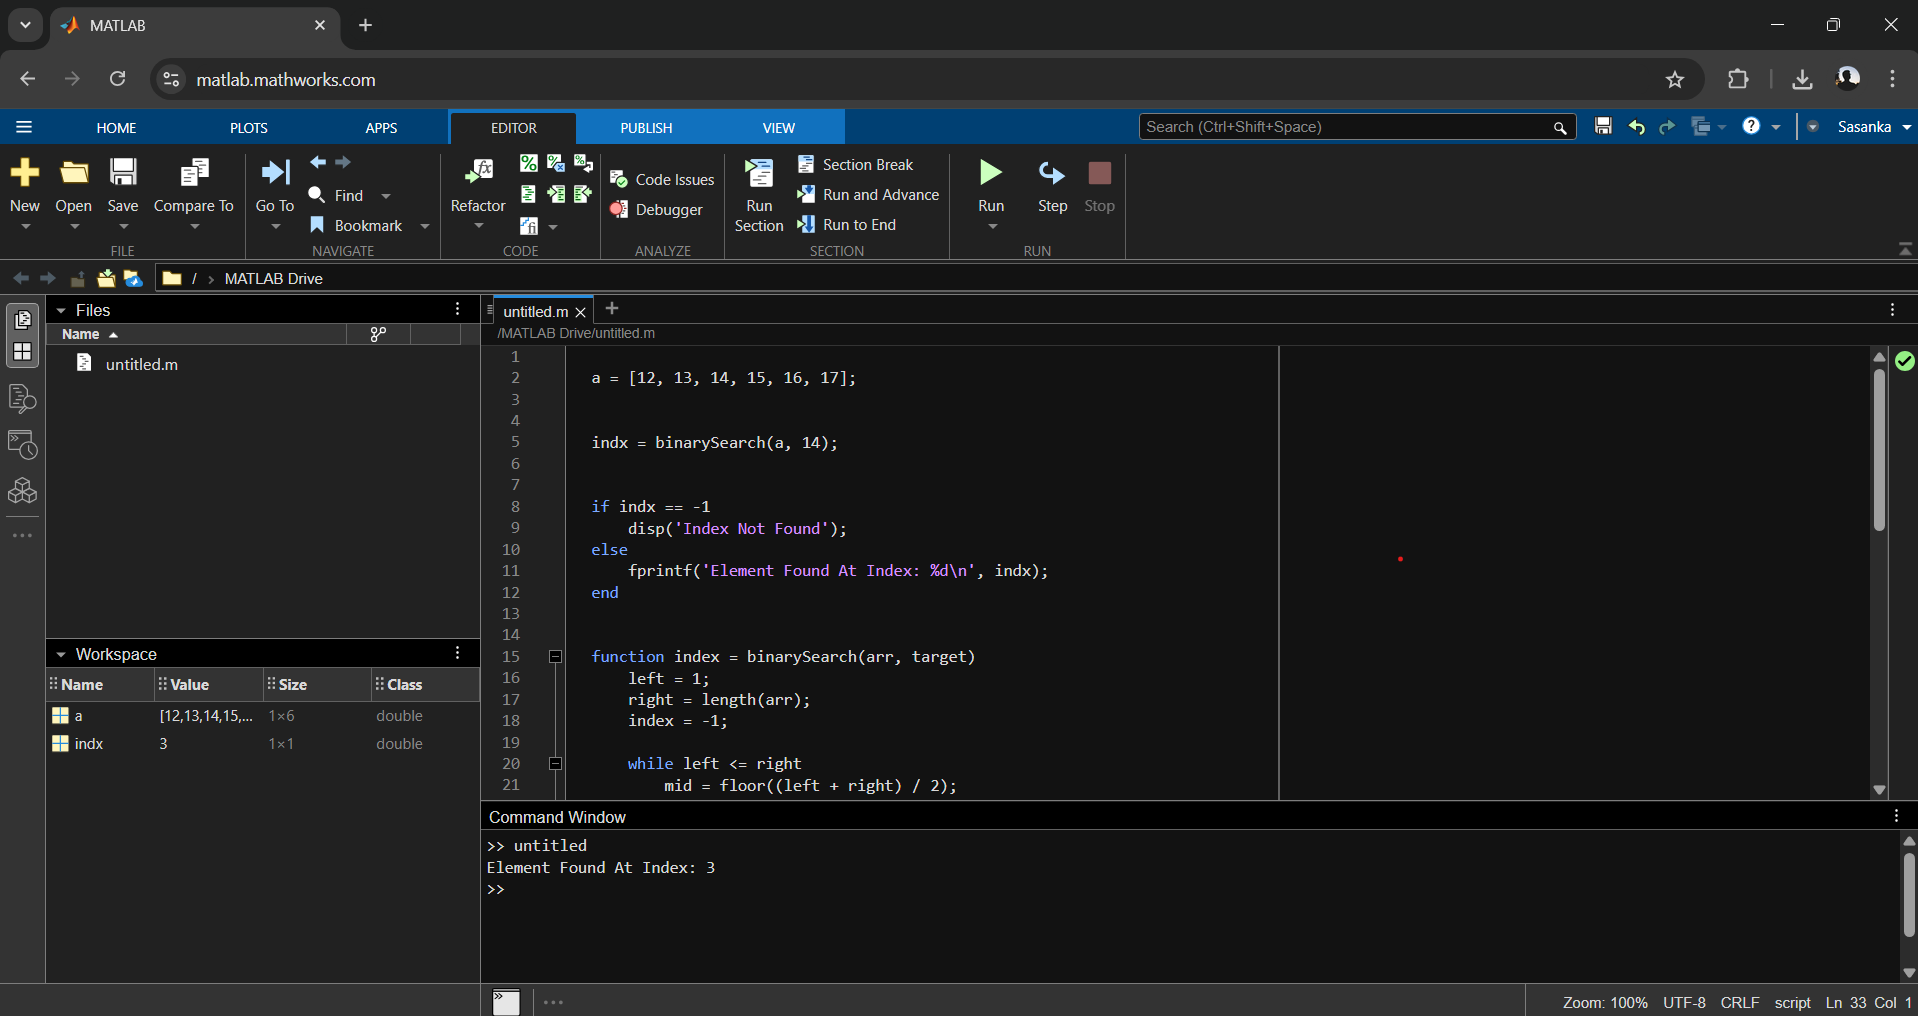 MATLAB
matlab.mathworks.com
HOME PLOTS APPS EDITOR PUBLISH VIEW Search (Ctrl+Shift+Space) Sasanka
New Open Save Compare To
FILE
Go To Find Bookmark
NAVIGATE
Refactor
CODE
Code Issues
Debugger
ANALYZE
Run Section
Section Break
Run and Advance
Run to End
SECTION
Run Step Stop
RUN
/ > MATLAB Drive
Files
Name
untitled.m
Workspace
Name Value Size Class
a [12,13,14,15,... 1×6 double
indx 3 1×1 double
untitled.m
/MATLAB Drive/untitled.m
1
2 a = [12, 13, 14, 15, 16, 17];
3
4
5 indx = binarySearch(a, 14);
6
7
8 if indx == -1
9 disp('Index Not Found');
10 else
11 fprintf('Element Found At Index: %d\n', indx);
12 end
13
14
15 function index = binarySearch(arr, target)
16 left = 1;
17 right = length(arr);
18 index = -1;
19
20 while left <= right
21 mid = floor((left + right) / 2);
Command Window
>> untitled
Element Found At Index: 3
>>
Zoom: 100% UTF-8 CRLF script Ln 33 Col 1